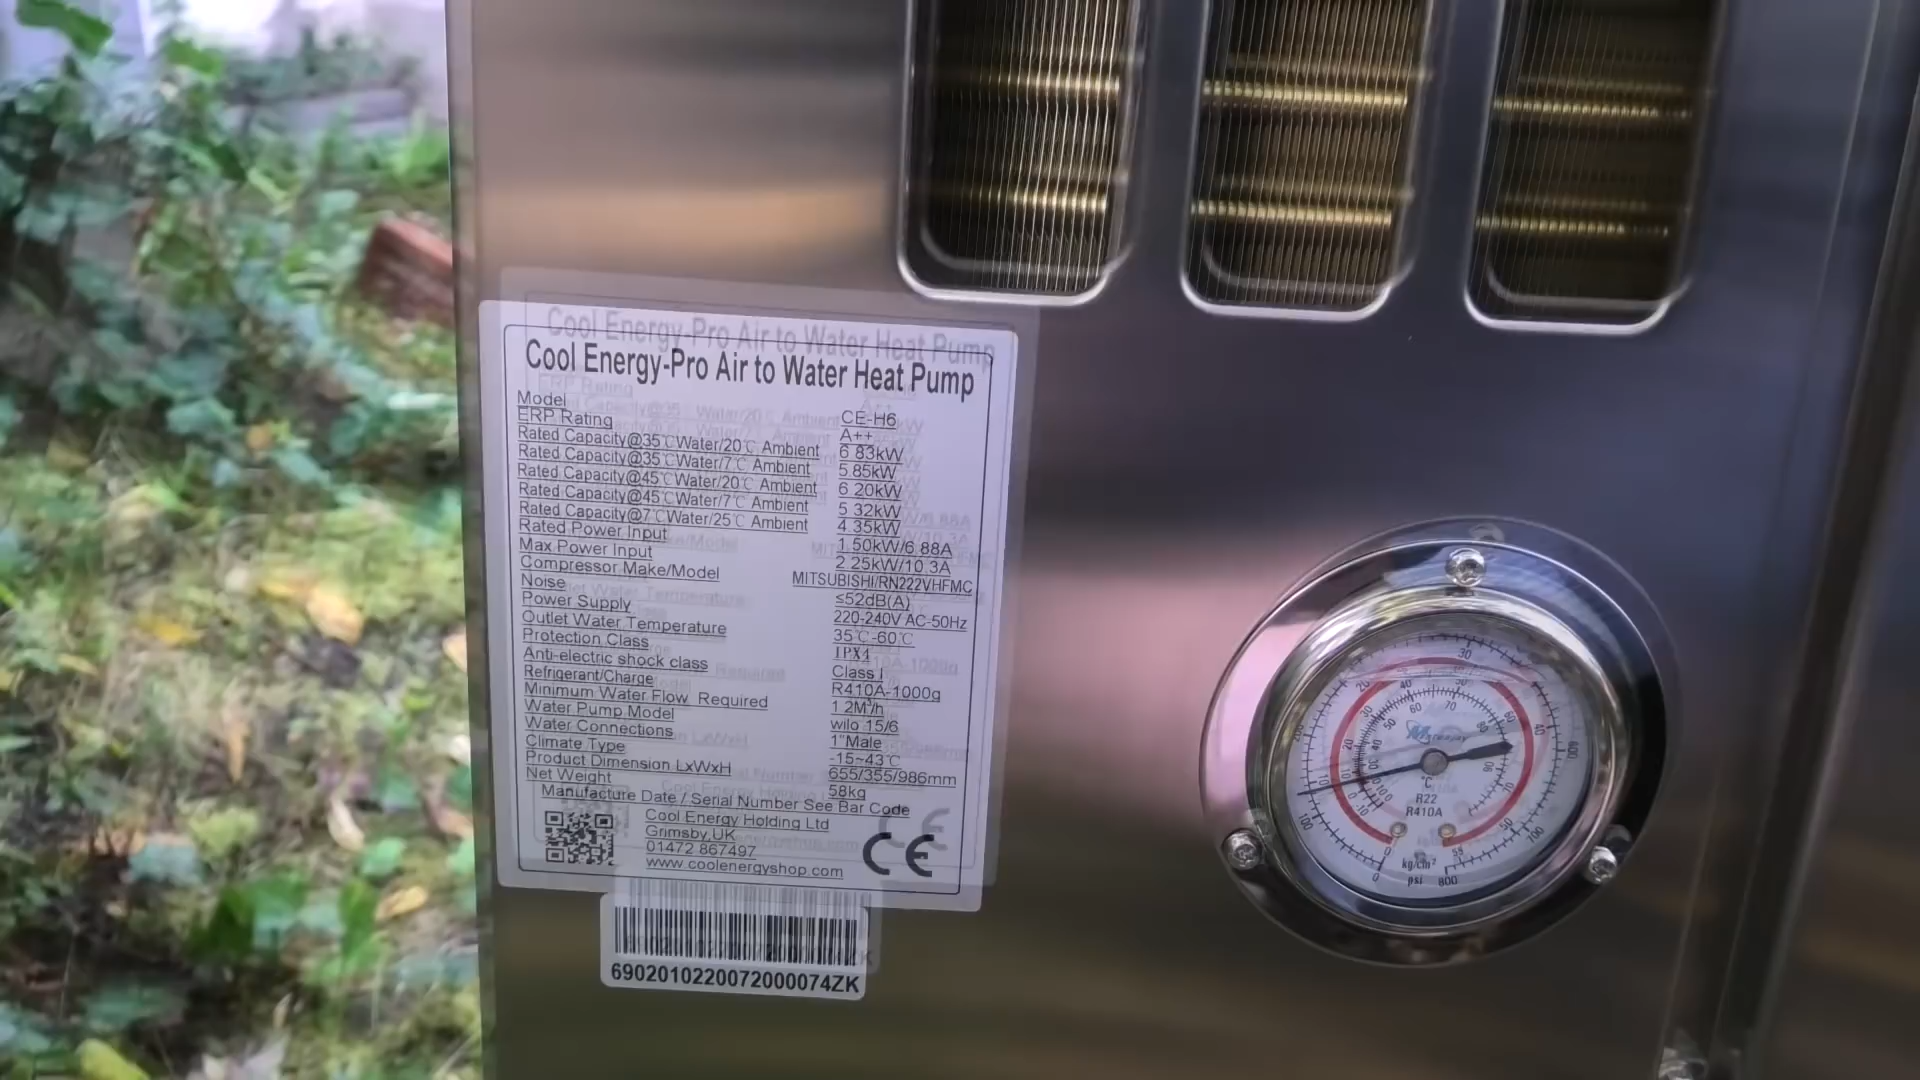 Cool Energy-Pro Air to Water Heat Pump
Model CE-H6
ERP Rating A++
Rated Capacity@35℃Water/20℃ Ambient 6.83kW
Rated Capacity@35℃Water/7℃ Ambient 5.85kW
Rated Capacity@45℃Water/20℃ Ambient 6.20kW
Rated Capacity@45℃Water/7℃ Ambient 5.32kW
Rated Capacity@7℃Water/25℃ Ambient 4.35kW
Rated Power Input 1.50kW/6.88A
Max Power Input 2.25kW/10.3A
Compressor Make/Model MITSUBISHI/RN222VHFMC
Noise ≤52dB(A)
Power Supply 220-240V AC-50Hz
Outlet Water Temperature 35℃-60℃
Protection Class IPX4
Anti-electric shock class Class I
Refrigerant/Charge R410A-1000g
Minimum Water Flow Required 1.2M³/h
Water Pump Model wilo 15/6
Water Connections 1"Male
Climate Type -15~43℃
Product Dimension LxWxH 655/355/986mm
Net Weight 58kg
Manufacture Date / Serial Number See Bar Code
Cool Energy Holding Ltd
Grimsby,UK
01472 867497
www.coolenergyshop.com
CE
690201022007200074ZK
℃
R22
R410A
kg/cm²
psi
0
100
700
800